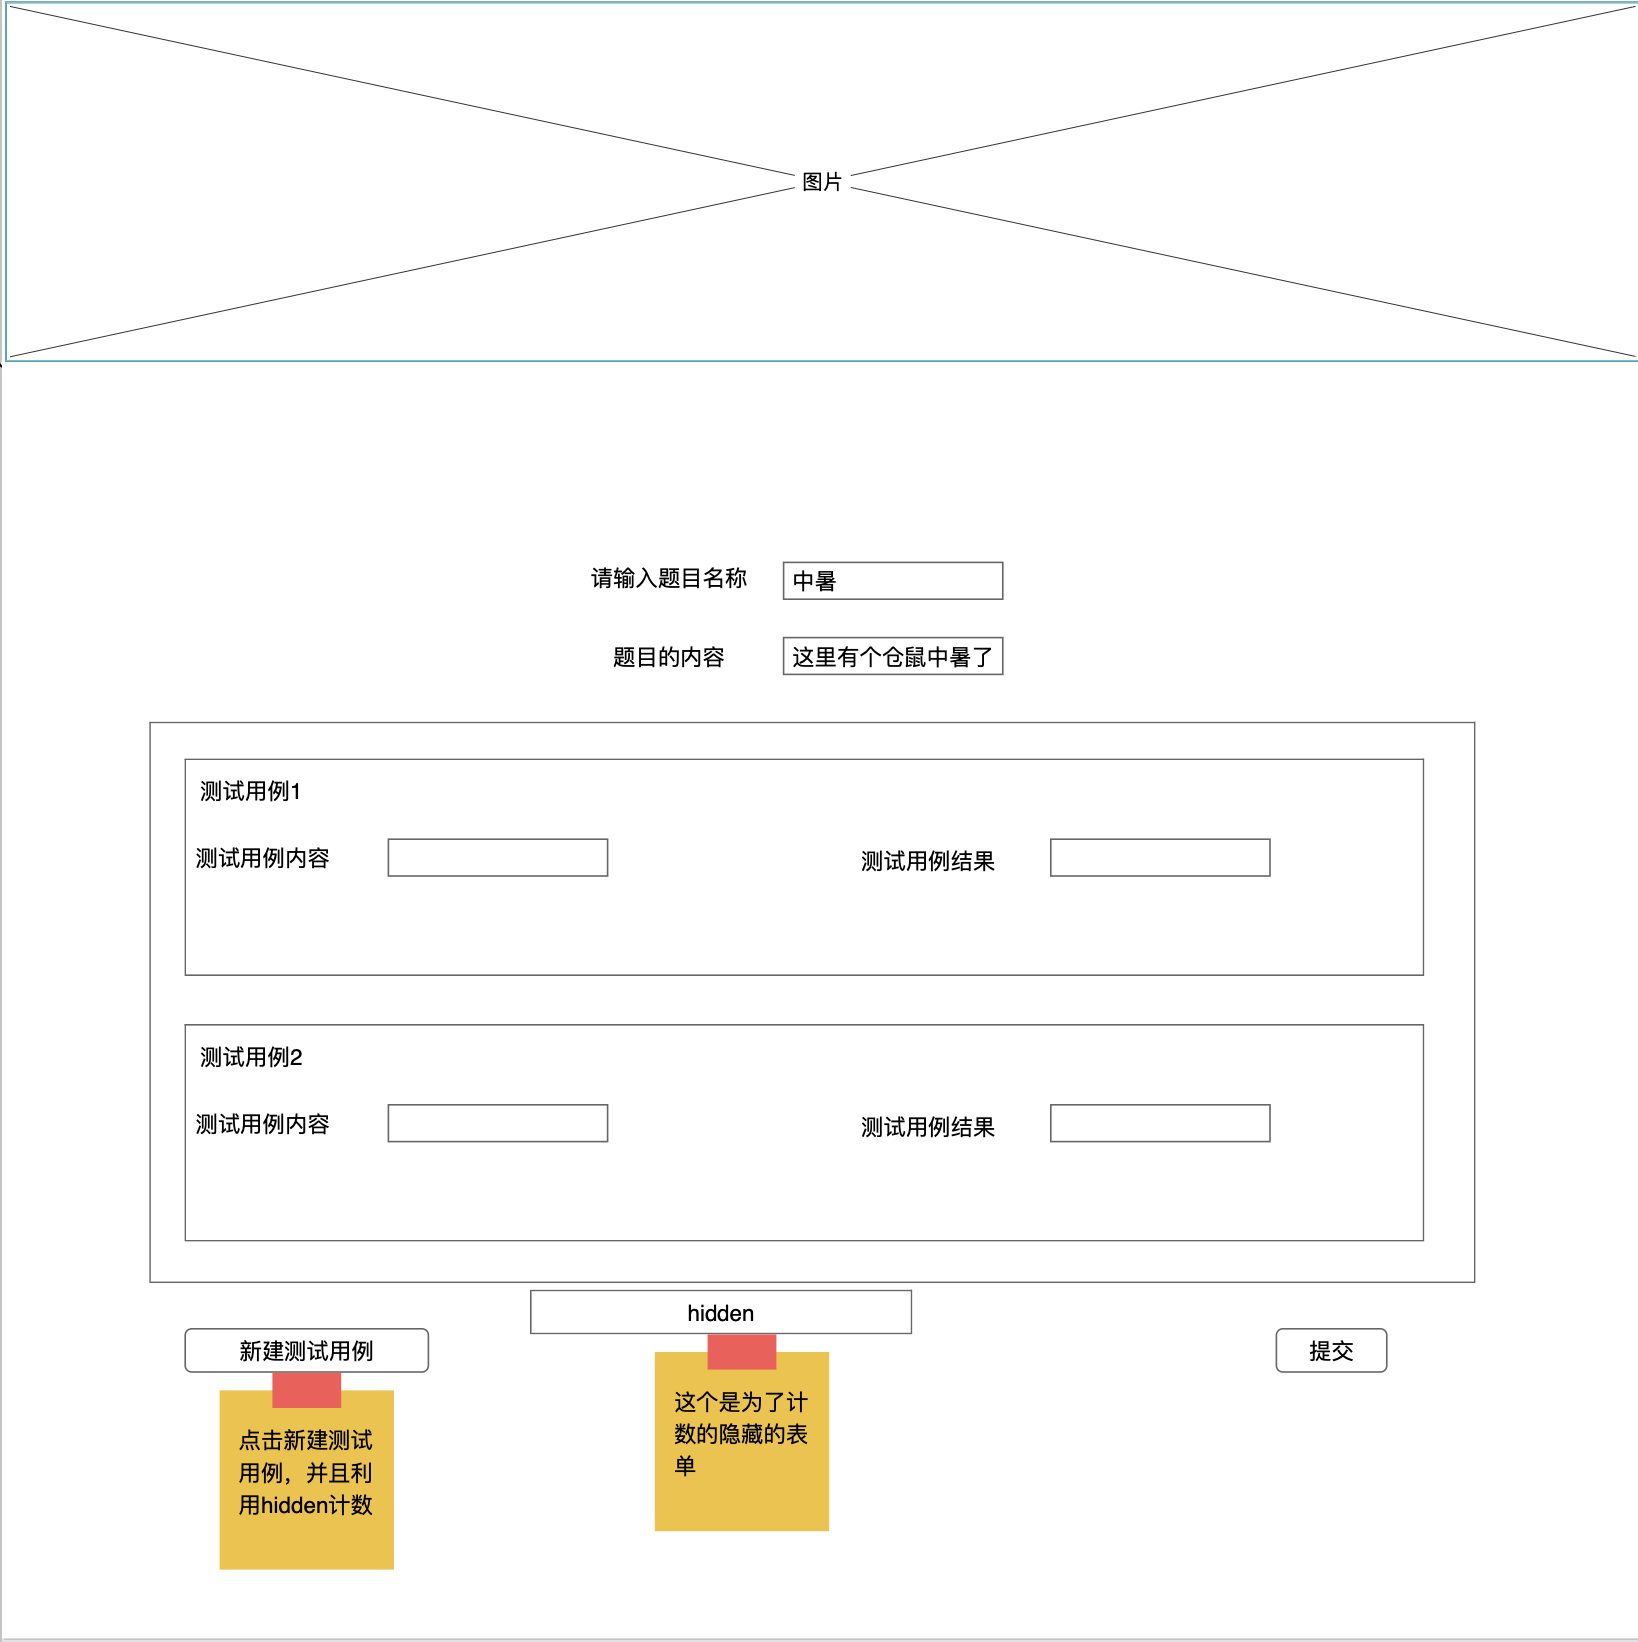 图片
请输入题目名称
中暑
题目的内容
这里有个仓鼠中暑了
测试用例1
测试用例内容
测试用例结果
测试用例2
测试用例内容
测试用例结果
hidden
新建测试用例
提交
点击新建测试
用例，并且利
用hidden计数
这个是为了计
数的隐藏的表
单